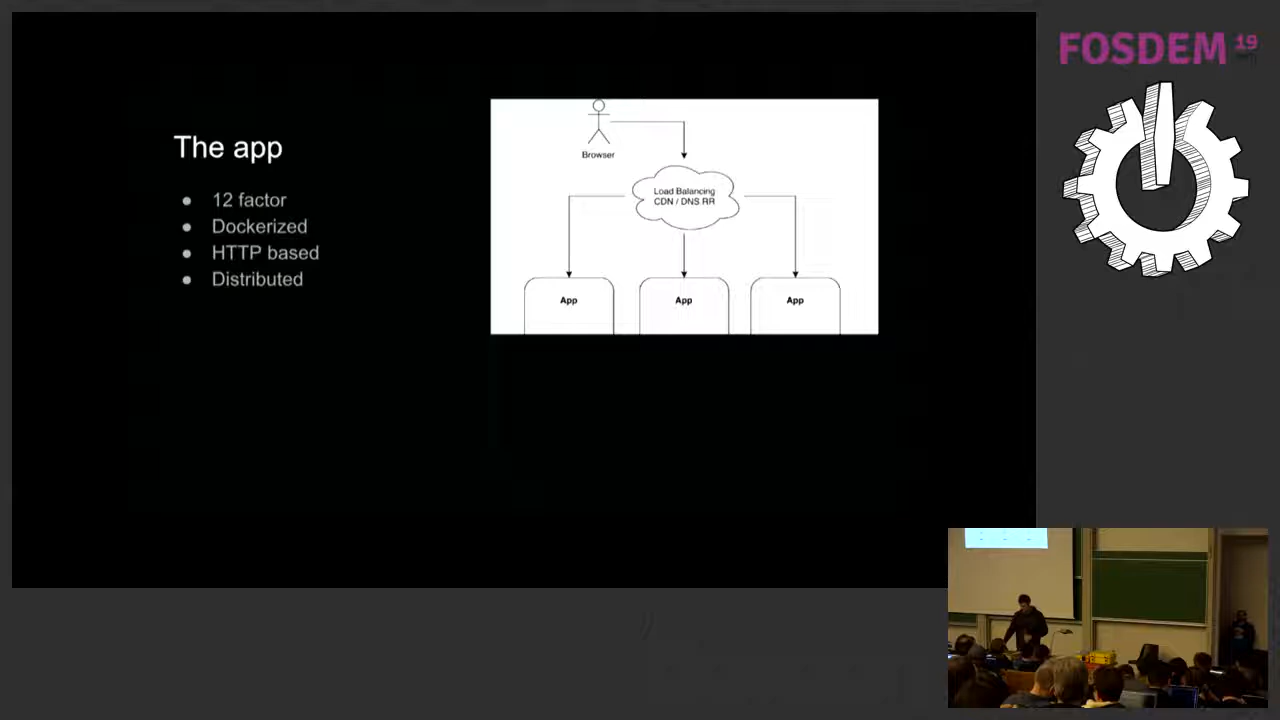 The app
● 12 factor
● Dockerized
● HTTP based
● Distributed
Browser
Load Balancing
CDN / DNS RR
App
App
App
FOSDEM 19